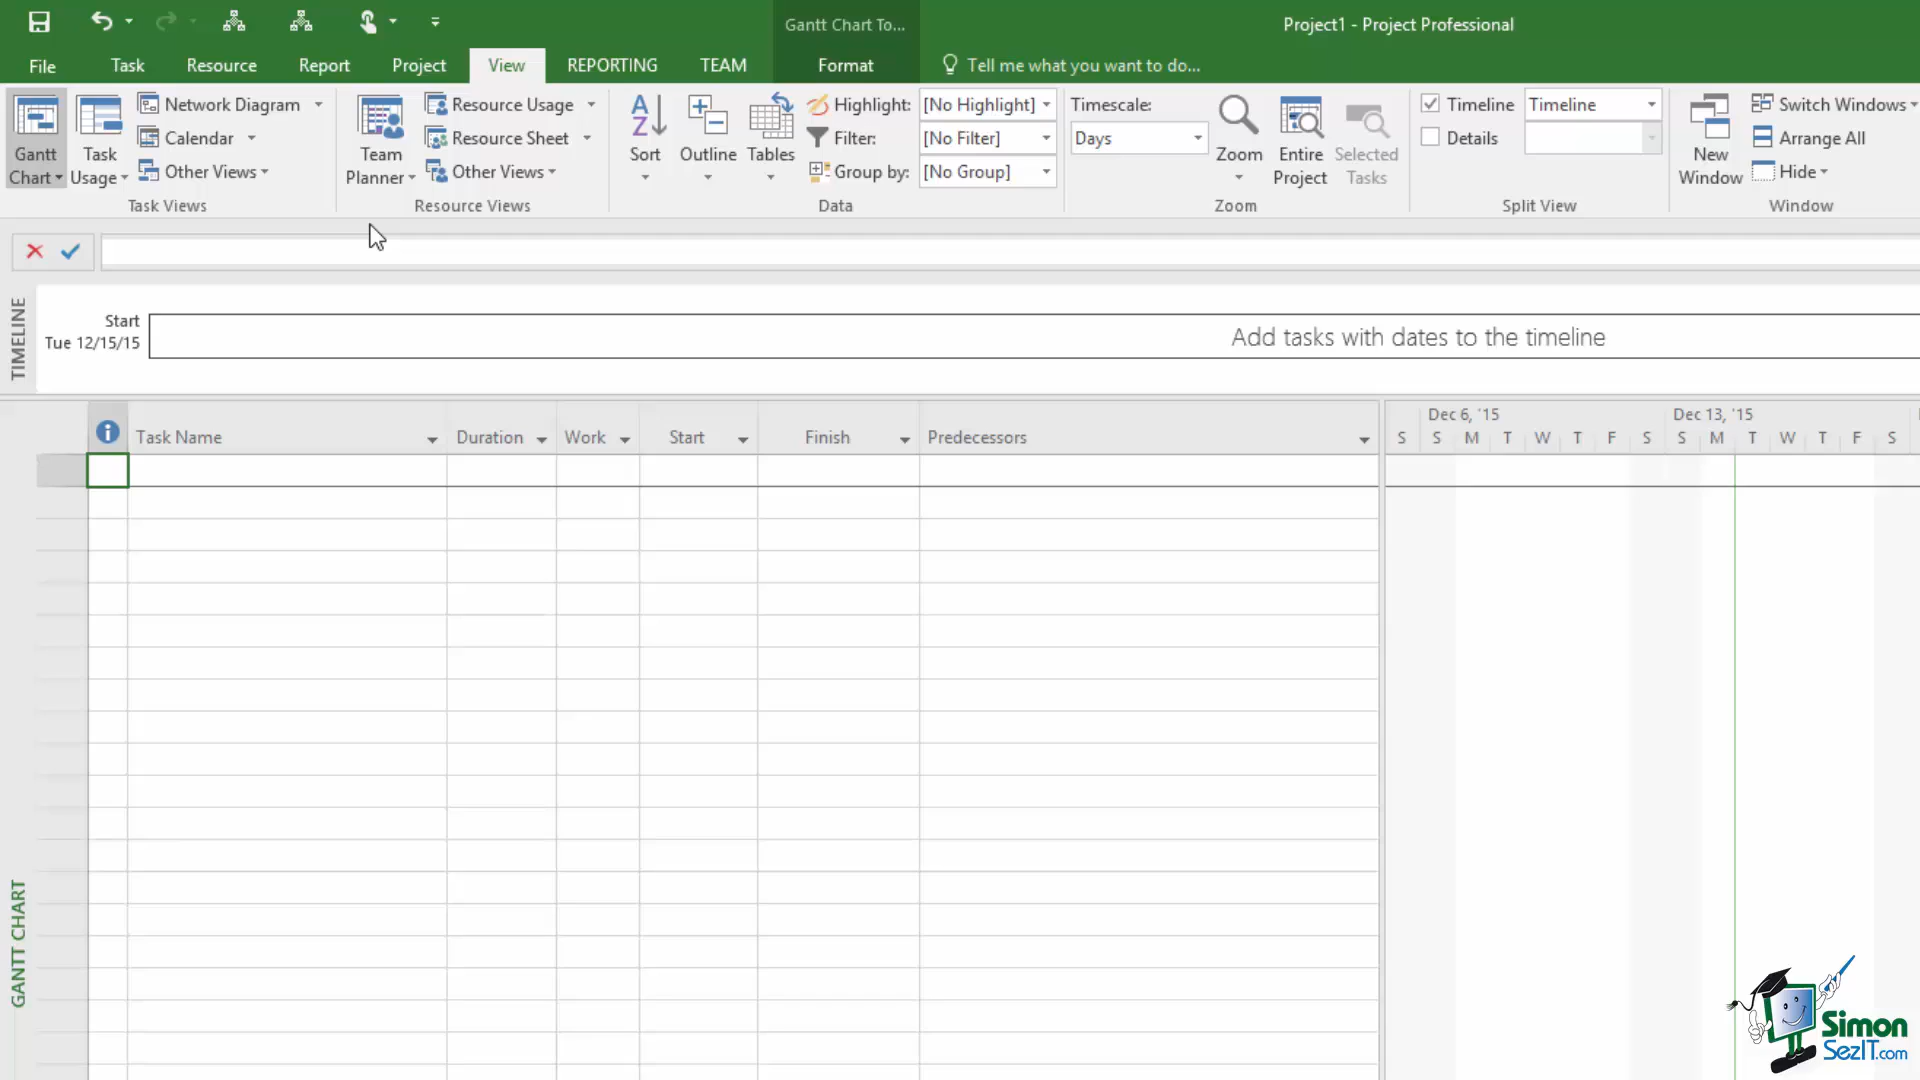 Gantt Chart To...
Project1 - Project Professional
File
Task
Resource
Report
Project
View
REPORTING
TEAM
Format
Tell me what you want to do...
Gantt
Chart
Task
Usage
Network Diagram
Calendar
Other Views
Task Views
Team
Planner
Resource Usage
Resource Sheet
Other Views
Resource Views
A
Z
Sort
Outline
Tables
Highlight: [No Highlight]
Filter: [No Filter]
Group by: [No Group]
Data
Timescale:
Days
Zoom
Entire
Project
Selected
Tasks
Zoom
Timeline Timeline
Details
Split View
New
Window
Switch Windows
Arrange All
Hide
Window
TIMELINE
Start
Tue 12/15/15
Add tasks with dates to the timeline
Task Name Duration Work Start Finish Predecessors
Dec 6, '15 Dec 13, '15
S S M T W T F S S M T W T F S
GANTT CHART
Simon
SezIT.com